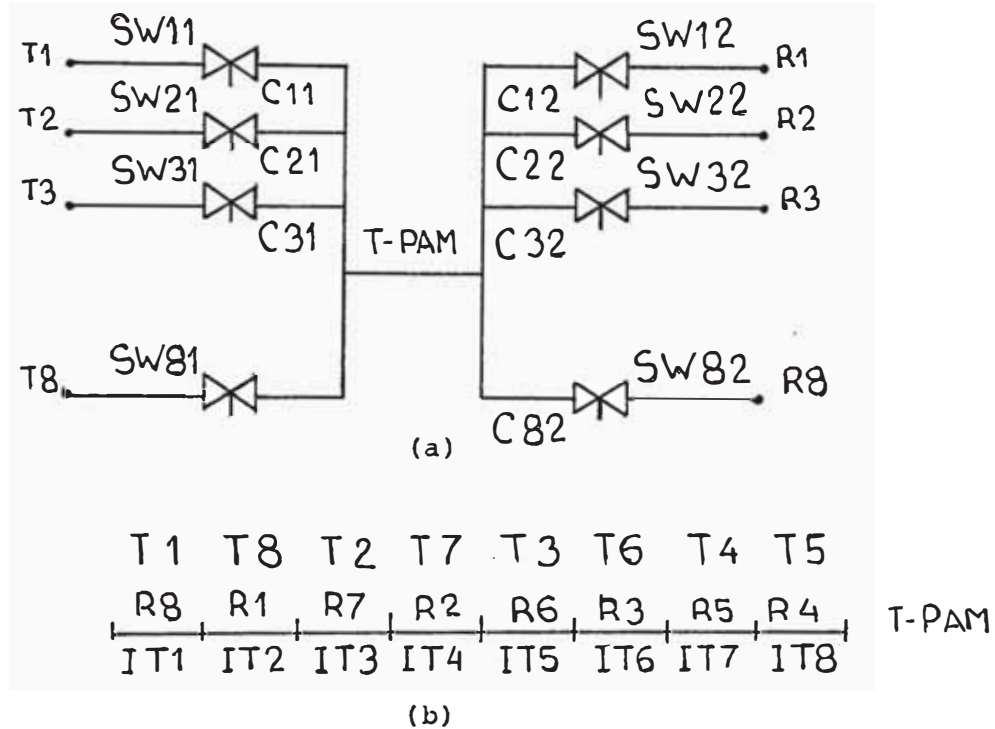 SW11 SW12
T1 R1
C11 C12
SW21 SW22
T2 R2
C21 C22
SW31 SW32
T3 R3
C31 T-PAM C32
SW81 SW82
T8 R8
C82
(a)
T1 T8 T2 T7 T3 T6 T4 T5
R8 R1 R7 R2 R6 R3 R5 R4 T-PAM
IT1 IT2 IT3 IT4 IT5 IT6 IT7 IT8
(b)